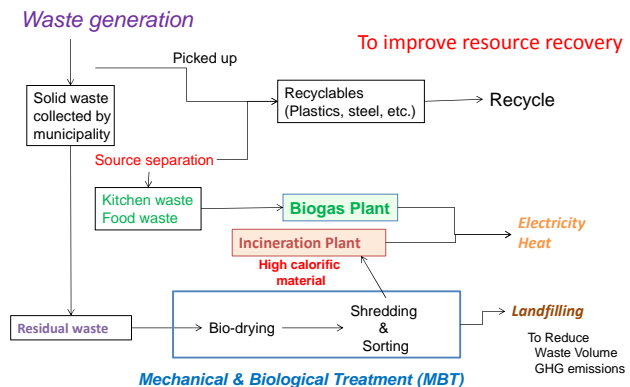 Waste generation
To improve resource recovery
Picked up
Solid waste
collected by
municipality
Recyclables
(Plastics, steel, etc.)
Recycle
Source separation
Kitchen waste
Food waste
Biogas Plant
Incineration Plant
Electricity
Heat
High calorific
material
Residual waste
Bio-drying
Shredding
&
Sorting
Landfilling
To Reduce
Waste Volume
GHG emissions
Mechanical & Biological Treatment (MBT)